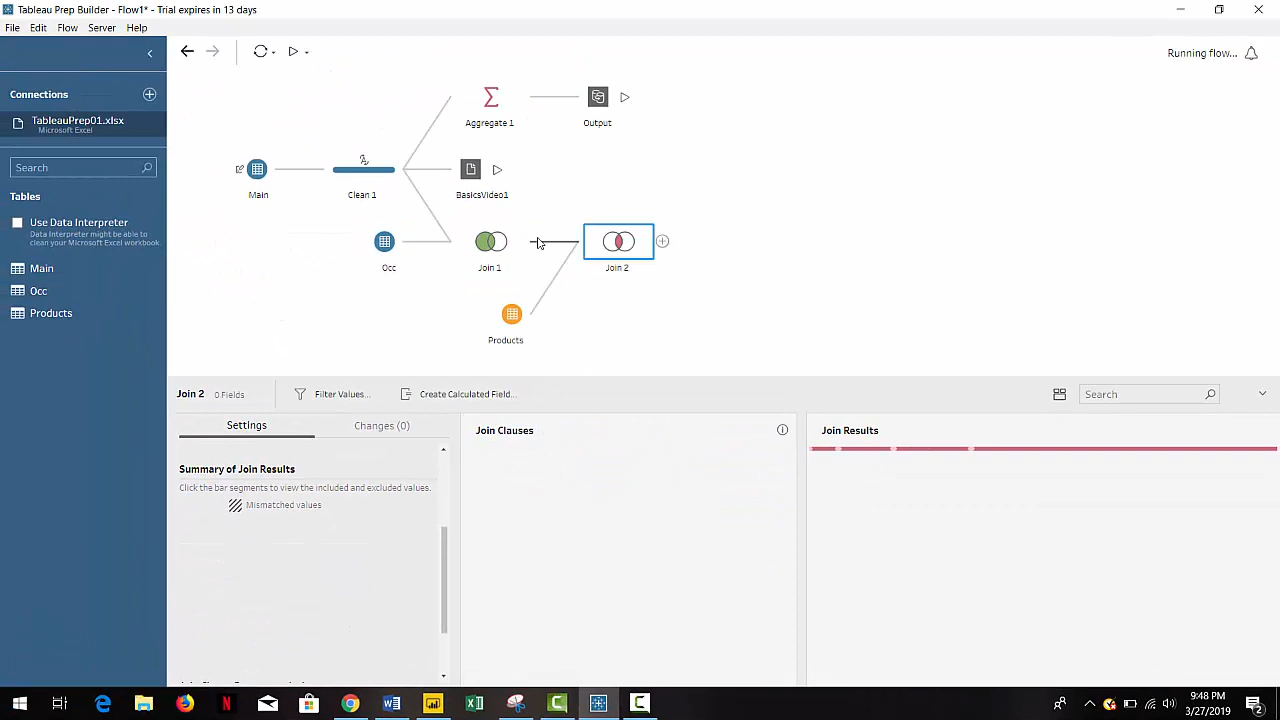 Tableau Prep Builder - Flow1* - Trial expires in 13 days
File Edit Flow Server Help
Running flow...
Connections
TableauPrep01.xlsx
Microsoft Excel
Search
Tables
Use Data Interpreter
Data Interpreter might be able to
clean your Microsoft Excel workbook.
Main
Occ
Products
Aggregate 1
Output
Main
Clean 1
BasicsVideo1
Occ
Join 1
Join 2
Products
Join 2 0 Fields
Filter Values...
Create Calculated Field...
Search
Settings
Changes (0)
Join Clauses
Join Results
Summary of Join Results
Click the bar segments to view the included and excluded values.
Mismatched values
9:48 PM
3/27/2019
2